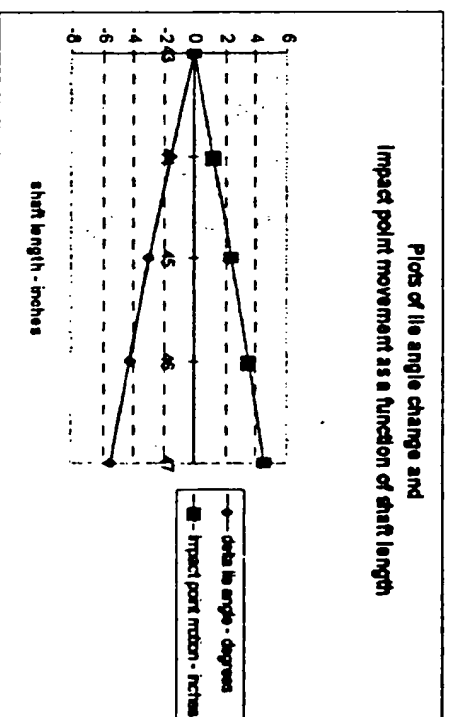 Plots of lie angle change and
Impact point movement as a function of shaft length
6
4
2
0
-2
-4
-6
-8
43
45
46
47
shaft length - inches
delta lie angle - degrees
Impact point motion - inches